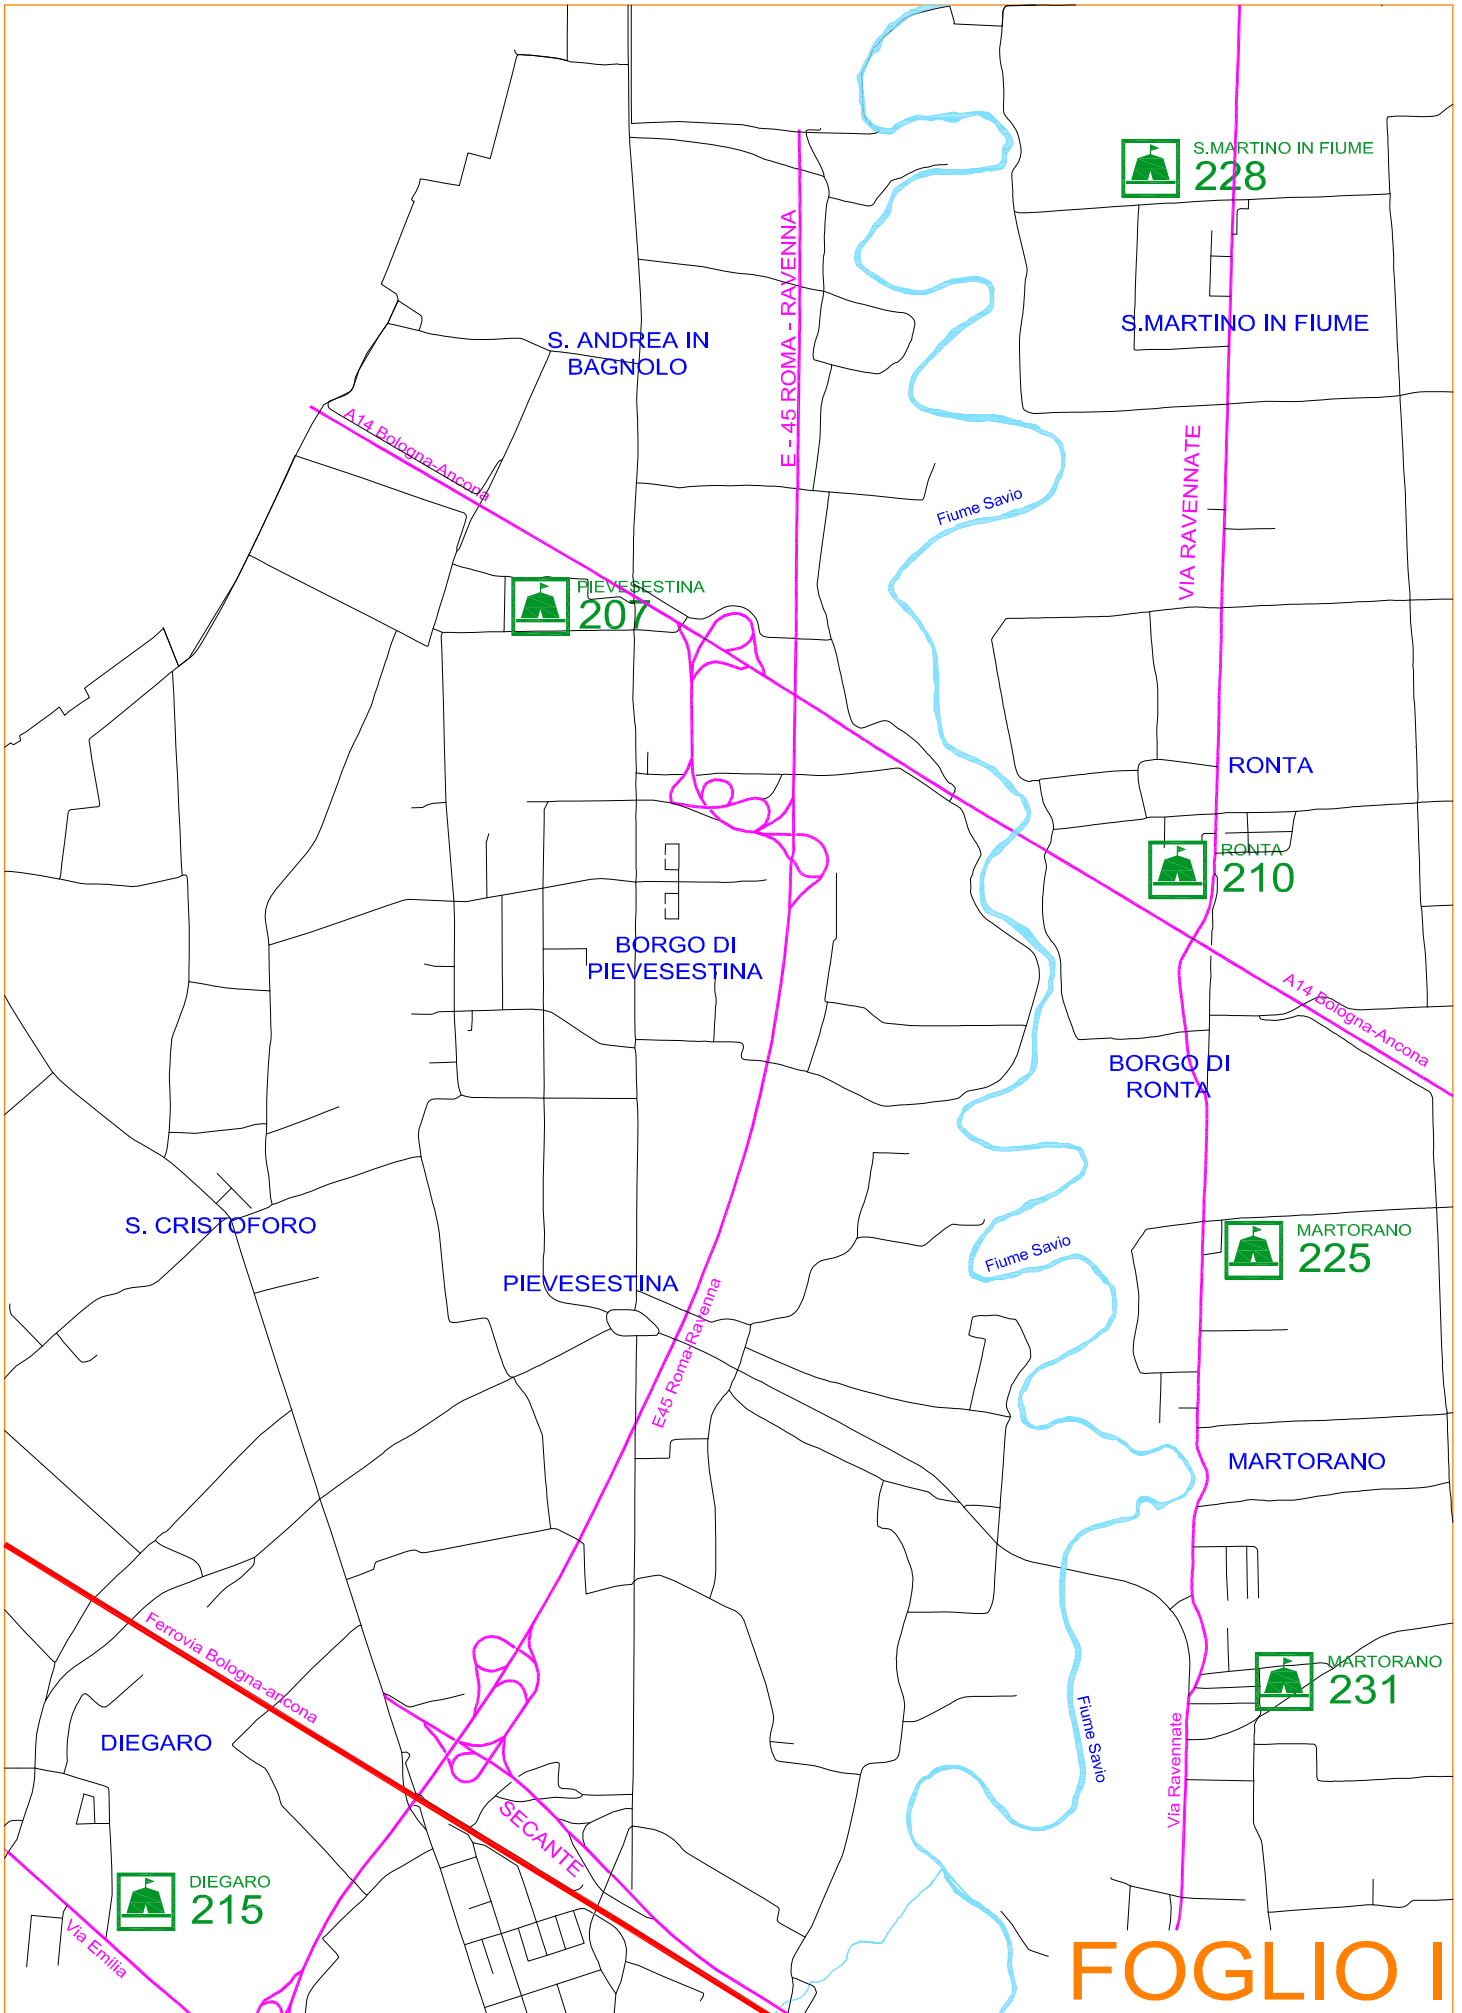 S.MARTINO IN FIUME
228
E - 45 ROMA - RAVENNA
S. ANDREA IN
BAGNOLO
S.MARTINO IN FIUME
A14 Bologna-Ancona
VIA RAVENNATE
Fiume Savio
PIEVESESTINA
207
RONTA
RONTA
210
BORGO DI
PIEVESESTINA
A14 Bologna-Ancona
BORGO DI
RONTA
S. CRISTOFORO
MARTORANO
225
Fiume Savio
PIEVESESTINA
E45 Roma-Ravenna
MARTORANO
Ferrovia Bologna-ancona
MARTORANO
231
DIEGARO
Fiume Savio
Via Ravennate
SECANTE
DIEGARO
215
Via Emilia
FOGLIO I